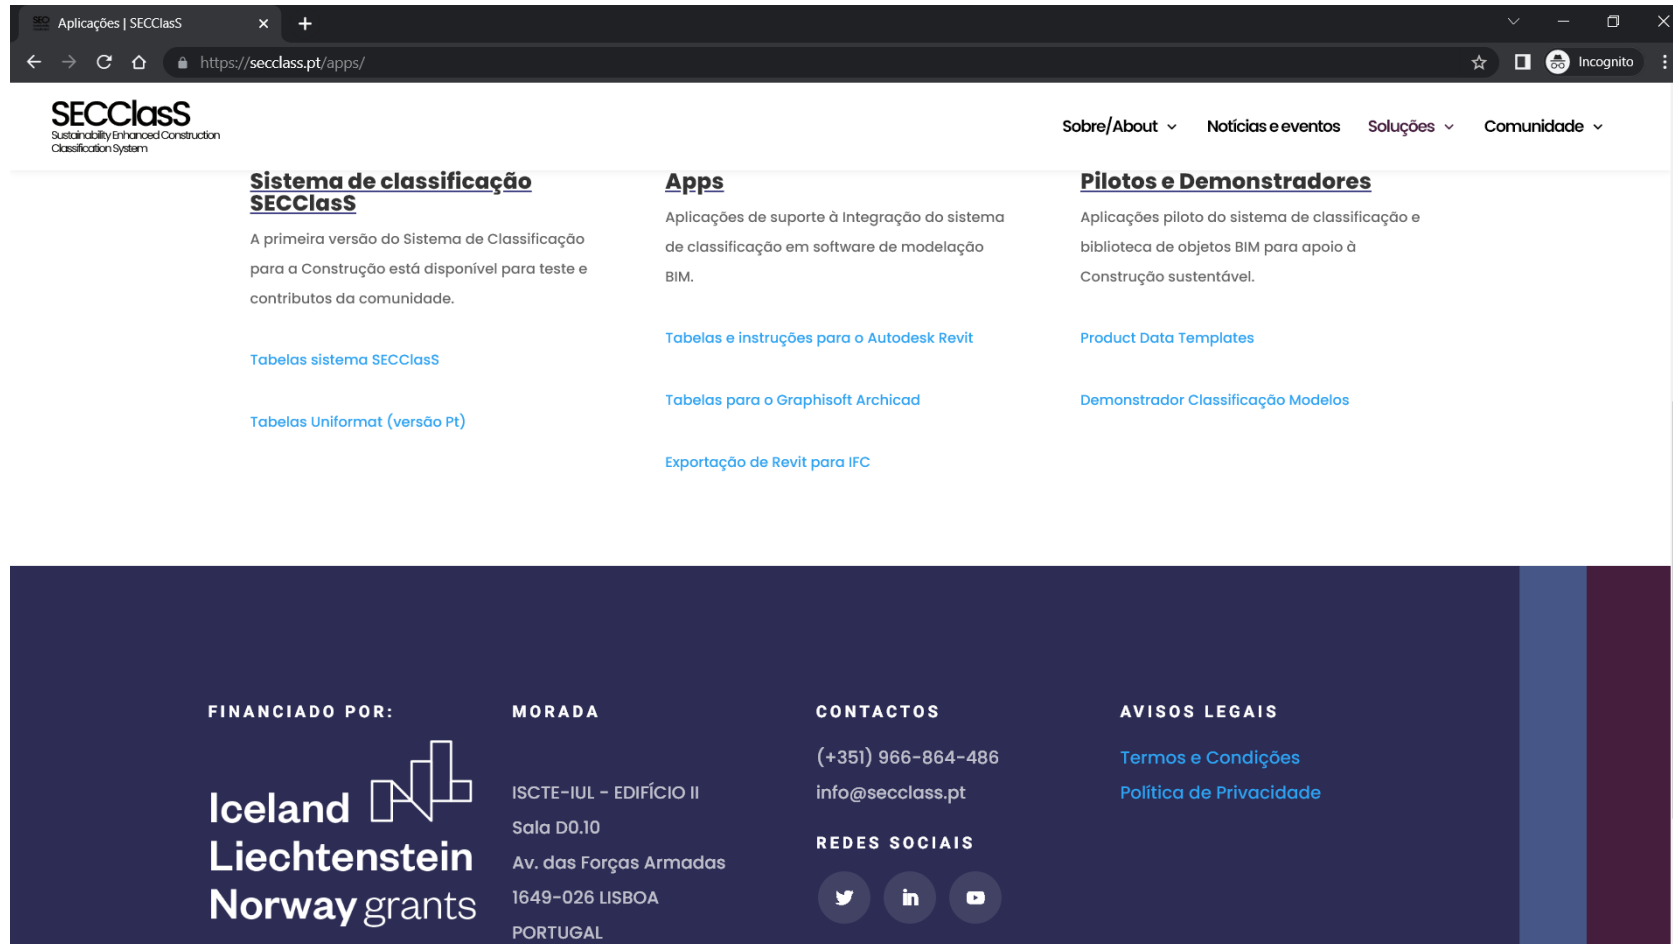 Aplicações | SECClasS
https://secclass.pt/apps/
Incognito
SECClasS
Sustainability Enhanced Construction
Classification System
Sobre/About
Notícias e eventos
Soluções
Comunidade
Sistema de classificação
SECClasS
A primeira versão do Sistema de Classificação
para a Construção está disponível para teste e
contributos da comunidade.
Tabelas sistema SECClasS
Tabelas Uniformat (versão Pt)
Apps
Aplicações de suporte à Integração do sistema
de classificação em software de modelação
BIM.
Tabelas e instruções para o Autodesk Revit
Tabelas para o Graphisoft Archicad
Exportação de Revit para IFC
Pilotos e Demonstradores
Aplicações piloto do sistema de classificação e
biblioteca de objetos BIM para apoio à
Construção sustentável.
Product Data Templates
Demonstrador Classificação Modelos
FINANCIADO POR:
Iceland
Liechtenstein
Norway grants
MORADA
ISCTE-IUL - EDIFÍCIO II
Sala D0.10
Av. das Forças Armadas
1649-026 LISBOA
PORTUGAL
CONTACTOS
(+351) 966-864-486
info@secclass.pt
REDES SOCIAIS
AVISOS LEGAIS
Termos e Condições
Política de Privacidade